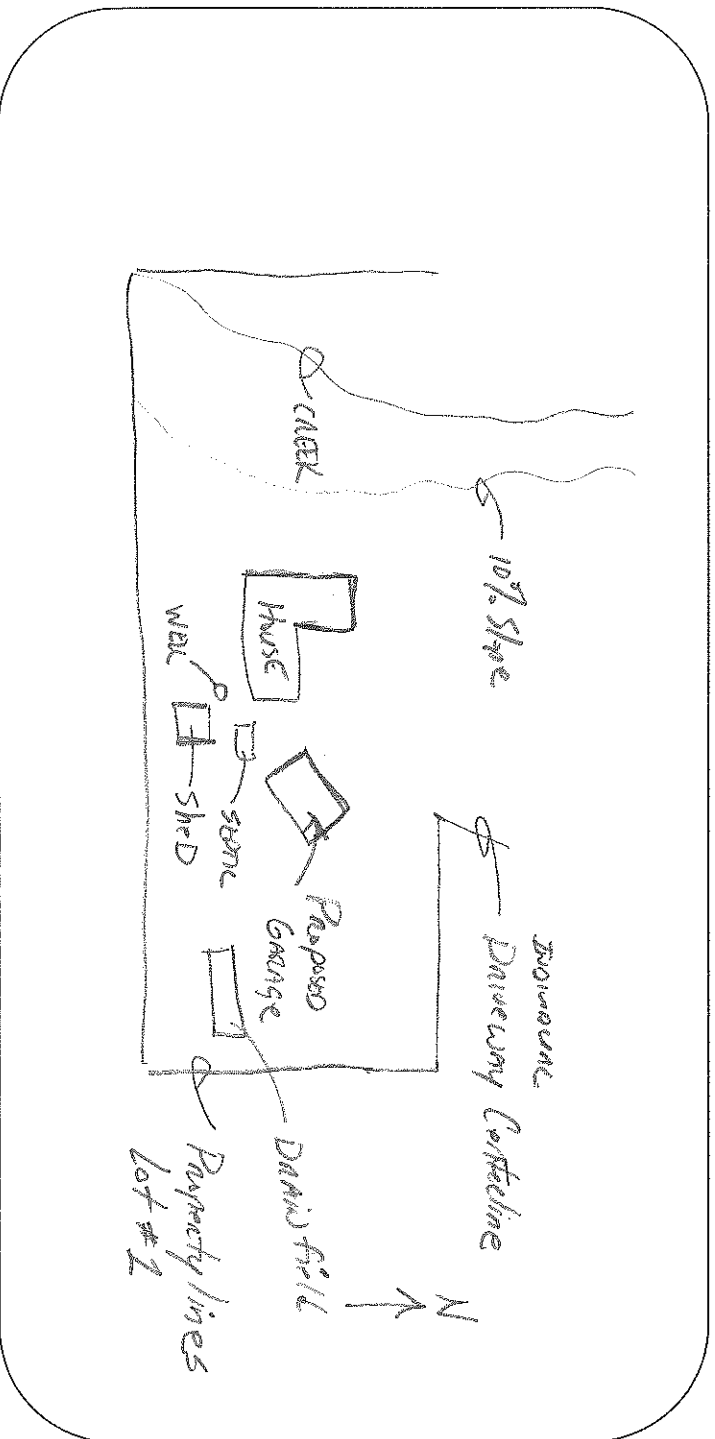 CREEK
10% Slope
HOUSE
WELL
SheD
SEPTIC
PROPOSED
GARAGE
Driveway Centerline
DRAIN field
Property lines
Lot #1
N